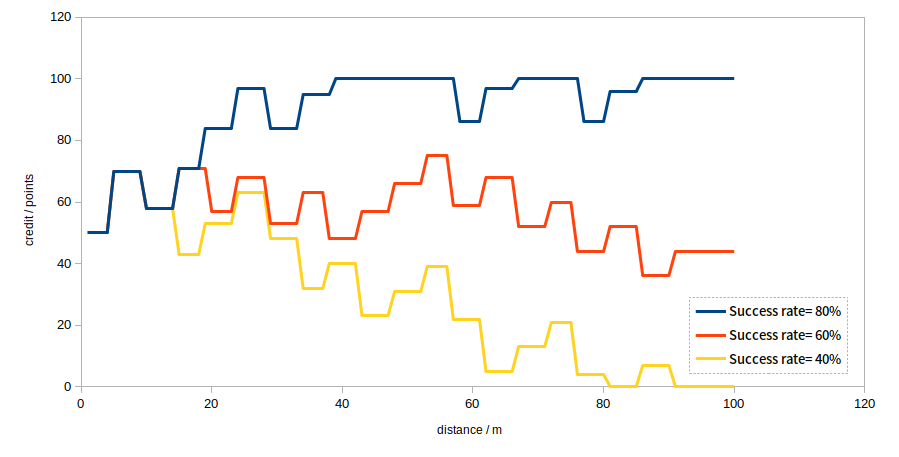 120
100
80
60
40
20
0
credit / points
0 20 40 60 80 100 120
distance / m
Success rate= 80%
Success rate= 60%
Success rate= 40%